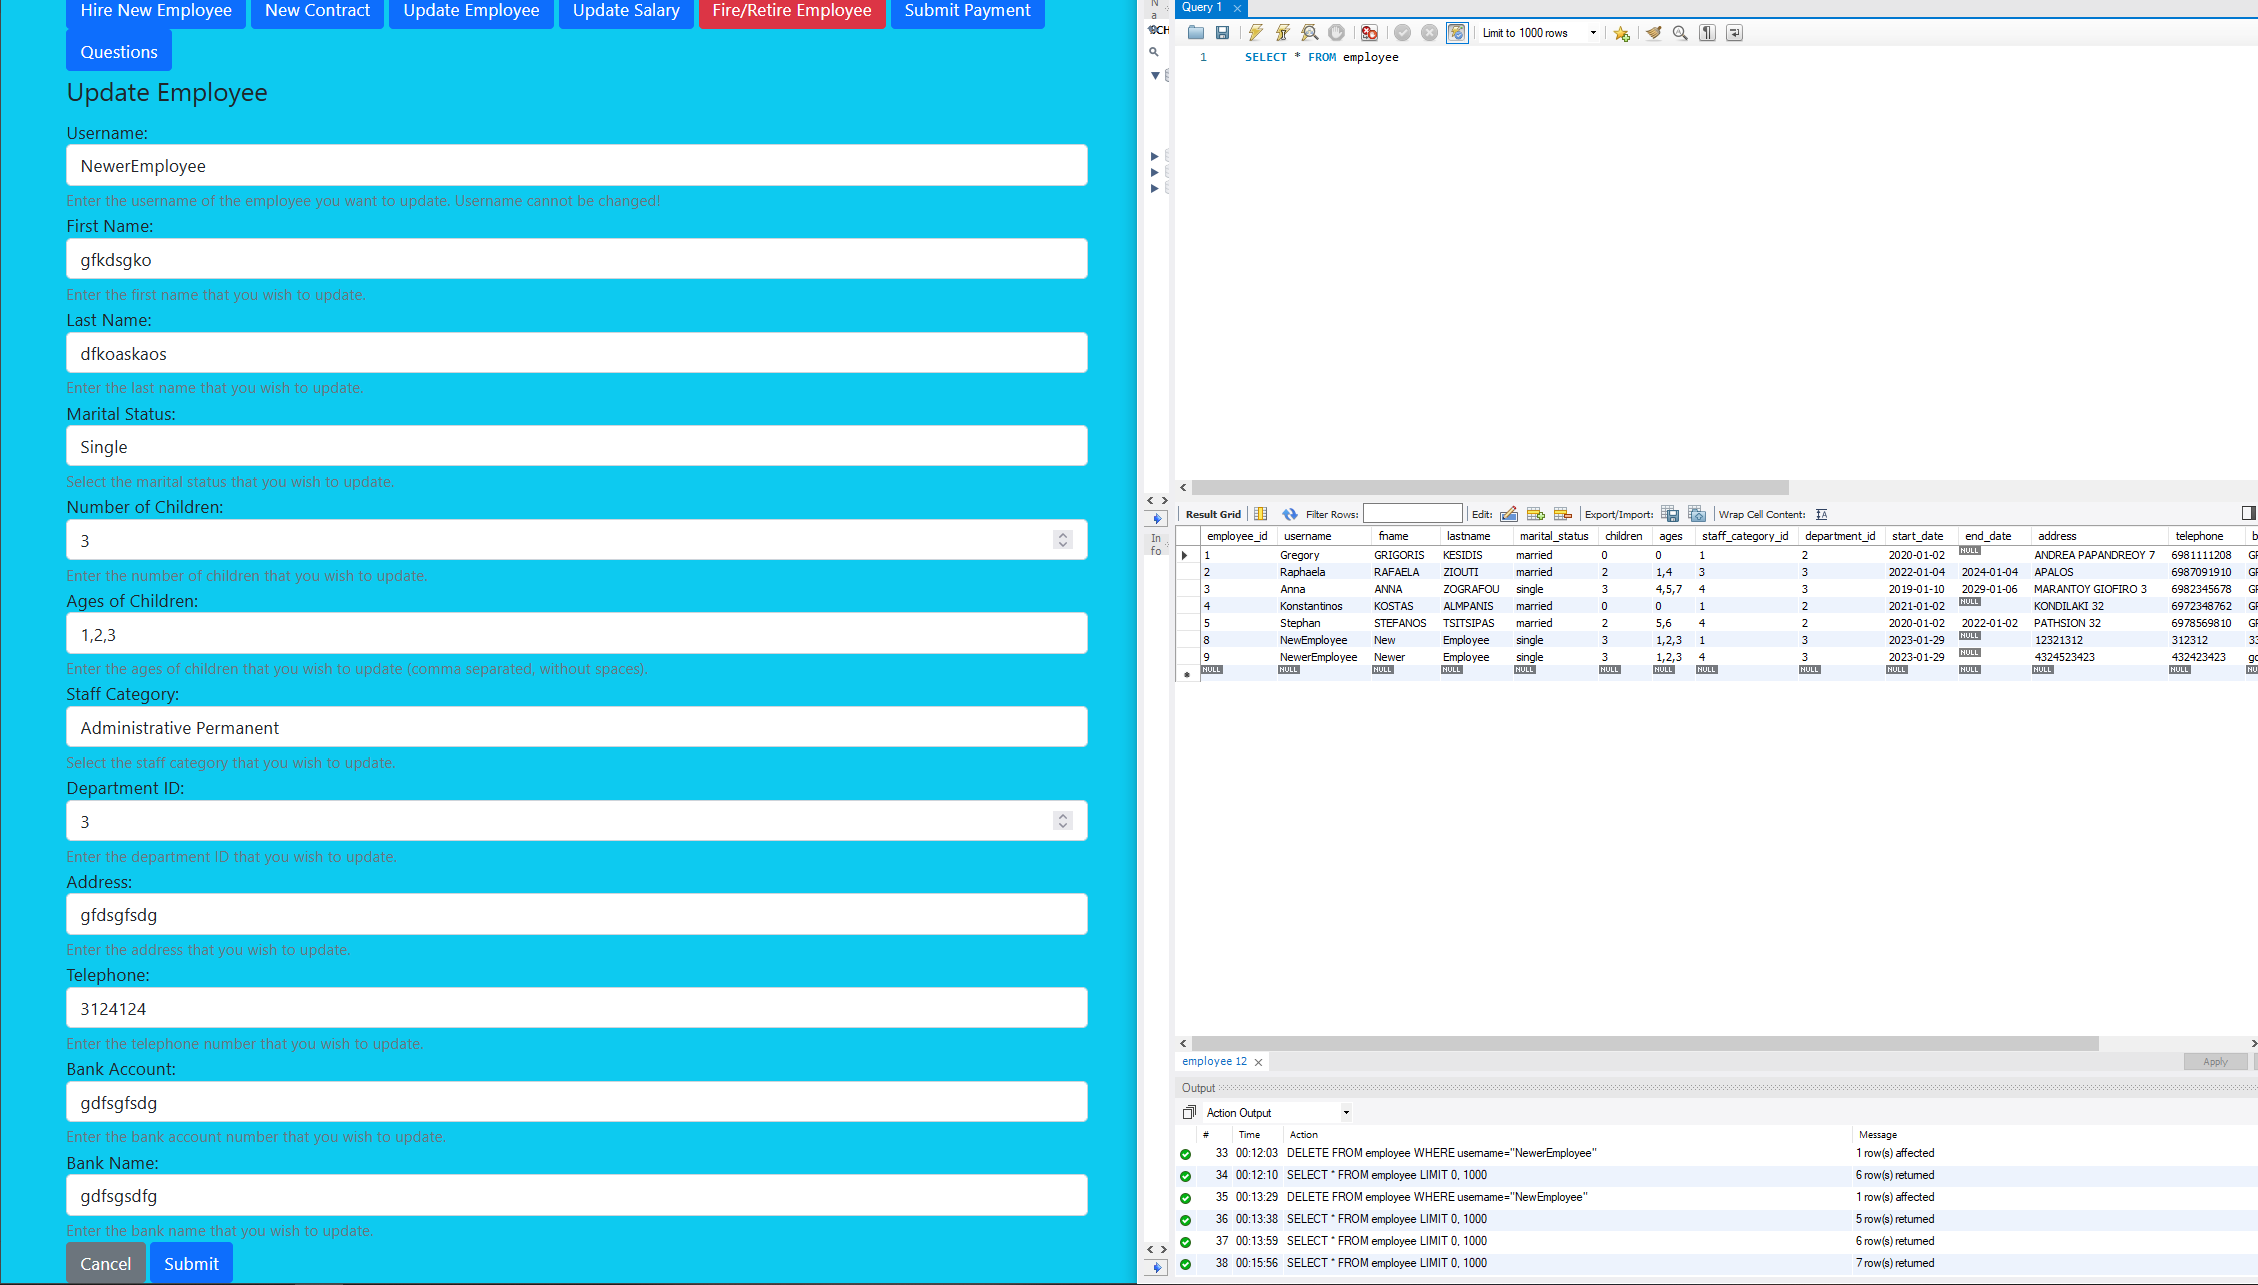 Hire New Employee New Contract Update Employee Update Salary Fire/Retire Employee Submit Payment
Questions
Update Employee
Username:
NewerEmployee
Enter the username of the employee you want to update. Username cannot be changed!
First Name:
gfkdsgko
Enter the first name that you wish to update.
Last Name:
dfkoaskaos
Enter the last name that you wish to update.
Marital Status:
Single
Select the marital status that you wish to update.
Number of Children:
3
Enter the number of children that you wish to update.
Ages of Children:
1,2,3
Enter the ages of children that you wish to update (comma separated, without spaces).
Staff Category:
Administrative Permanent
Select the staff category that you wish to update.
Department ID:
3
Enter the department ID that you wish to update.
Address:
gfdsgfsdg
Enter the address that you wish to update.
Telephone:
3124124
Enter the telephone number that you wish to update.
Bank Account:
gdfsgfsdg
Enter the bank account number that you wish to update.
Bank Name:
gdfsgsdfg
Enter the bank name that you wish to update.
Cancel Submit
Query 1
Limit to 1000 rows
1 SELECT * FROM employee
Result Grid Filter Rows: Edit: Export/Import: Wrap Cell Content:
employee_id username fname lastname marital_status children ages staff_category_id department_id start_date end_date address telephone b
1 Gregory GRIGORIS KESIDIS married 0 0 1 2 2020-01-02 NULL ANDREA PAPANDREOY 7 6981111208 GF
2 Raphaela RAFAELA ZIOUTI married 2 1,4 3 3 2022-01-04 2024-01-04 APALOS 6987091910 GF
3 Anna ANNA ZOGRAFOU single 3 4,5,7 4 3 2019-01-10 2029-01-06 MARANTOY GIOFIRO 3 6982345678 GF
4 Konstantinos KOSTAS ALMPANIS married 0 0 1 2 2021-01-02 NULL KONDILAKI 32 6972348762 GF
5 Stephan STEFANOS TSITSIPAS married 2 5,6 4 2 2020-01-02 2022-01-02 PATHSION 32 6978569810 GF
8 NewEmployee New Employee single 3 1,2,3 1 3 2023-01-29 NULL 12321312 312312 33
9 NewerEmployee Newer Employee single 3 1,2,3 4 3 2023-01-29 NULL 4324523423 432423423 gc
NULL NULL NULL NULL NULL NULL NULL NULL NULL NULL NULL NULL NULL NU
In
fo
employee 12
Apply
Output
Action Output
# Time Action Message
33 00:12:03 DELETE FROM employee WHERE username="NewerEmployee" 1 row(s) affected
34 00:12:10 SELECT * FROM employee LIMIT 0, 1000 6 row(s) returned
35 00:13:29 DELETE FROM employee WHERE username="NewEmployee" 1 row(s) affected
36 00:13:38 SELECT * FROM employee LIMIT 0, 1000 5 row(s) returned
37 00:13:59 SELECT * FROM employee LIMIT 0, 1000 6 row(s) returned
38 00:15:56 SELECT * FROM employee LIMIT 0, 1000 7 row(s) returned